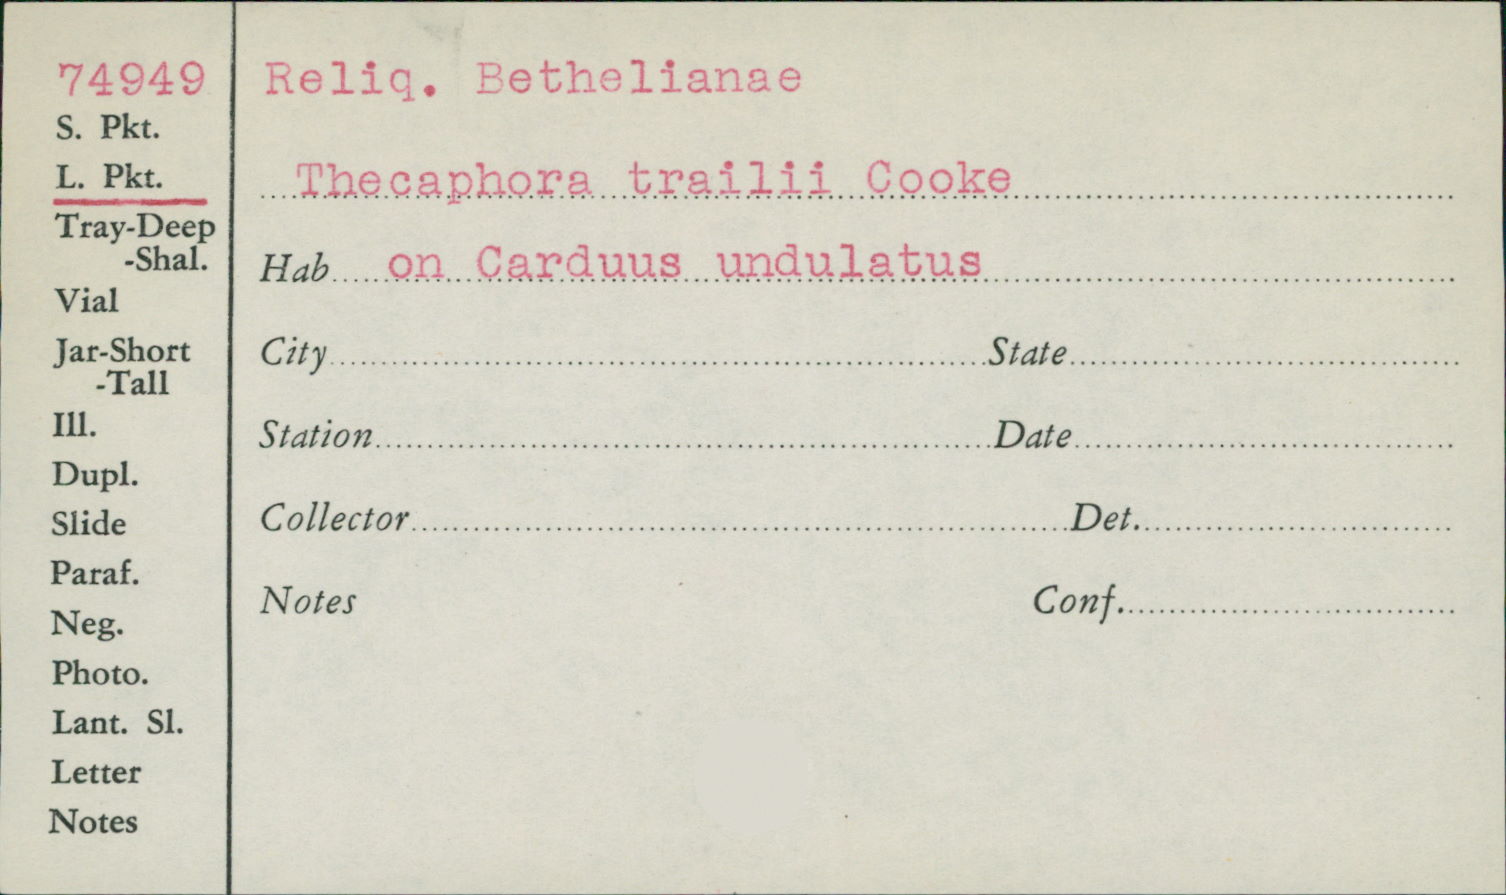 74949
S. Pkt.
L. Pkt.
Tray-Deep
-Shal.
Vial
Jar-Short
-Tall
Ill.
Dupl.
Slide
Paraf.
Neg.
Photo.
Lant. Sl.
Letter
Notes
Reliq. Bethelianae
Thecaphora trailii Cooke
Hab on Carduus undulatus
City State
Station Date
Collector Det.
Notes Conf.